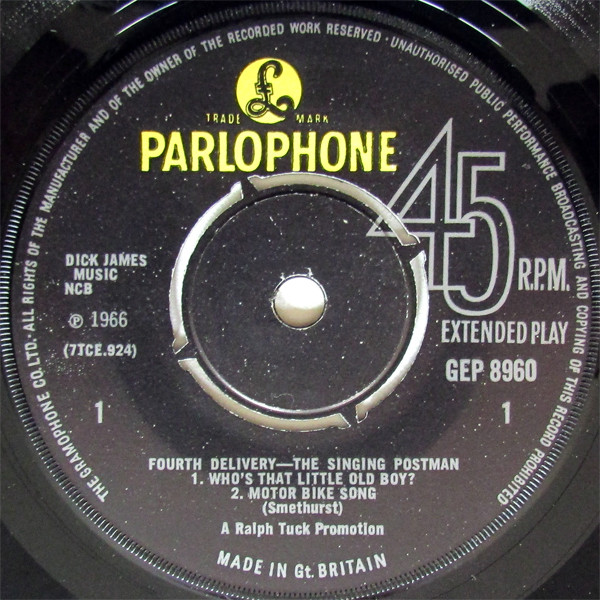 THE GRAMOPHONE CO. LTD. · ALL RIGHTS OF THE MANUFACTURER AND OF THE OWNER OF THE RECORDED WORK RESERVED · UNAUTHORISED PUBLIC PERFORMANCE BROADCASTING AND COPYING OF THIS RECORD PROHIBITED
£
TRADE MARK
PARLOPHONE
45
R.P.M.
EXTENDED PLAY
GEP 8960
DICK JAMES
MUSIC
NCB
℗ 1966
(7TCE.924)
1
1
FOURTH DELIVERY—THE SINGING POSTMAN
1. WHO'S THAT LITTLE OLD BOY?
2. MOTOR BIKE SONG
(Smethurst)
A Ralph Tuck Promotion
MADE IN Gt. BRITAIN